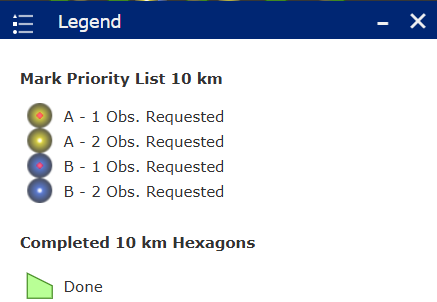 Legend
Mark Priority List 10 km
A - 1 Obs. Requested
A - 2 Obs. Requested
B - 1 Obs. Requested
B - 2 Obs. Requested
Completed 10 km Hexagons
Done